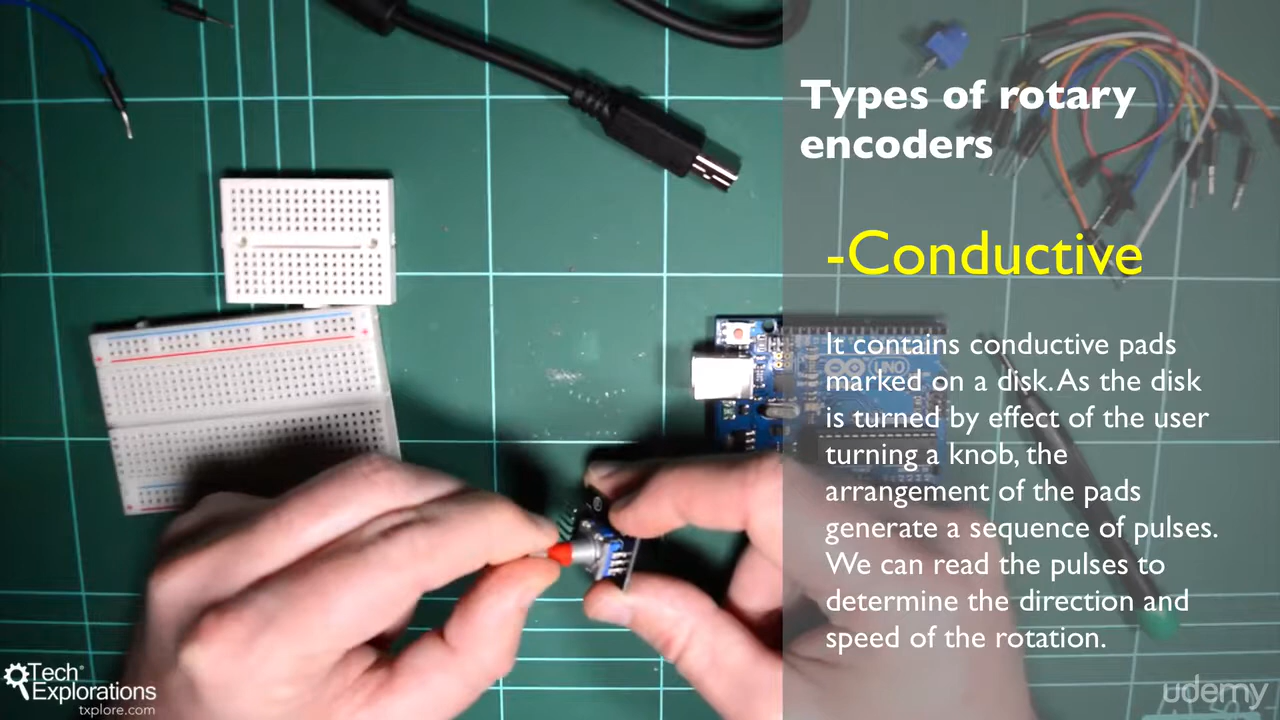 Types of rotary
encoders
-Conductive
It contains conductive pads
marked on a disk. As the disk
is turned by effect of the user
turning a knob, the
arrangement of the pads
generate a sequence of pulses.
We can read the pulses to
determine the direction and
speed of the rotation.
UNO
Tech
Explorations
txplore.com
udemy